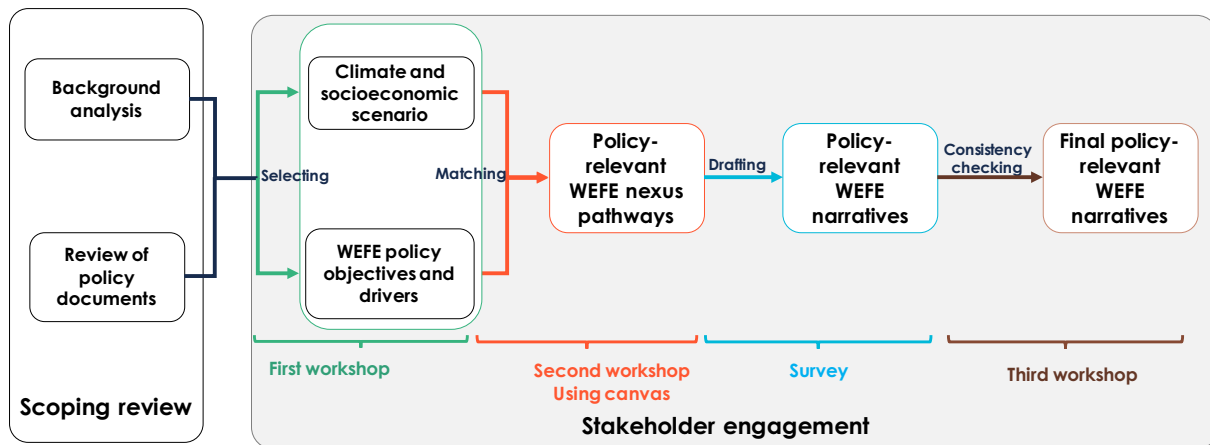 Background
analysis
Review of
policy
documents
Scoping review
Selecting
Climate and
socioeconomic
scenario
WEFE policy
objectives and
drivers
First workshop
Matching
Policy-
relevant
WEFE nexus
pathways
Second workshop
Using canvas
Drafting
Policy-
relevant
WEFE
narratives
Survey
Consistency
checking
Final policy-
relevant
WEFE
narratives
Third workshop
Stakeholder engagement